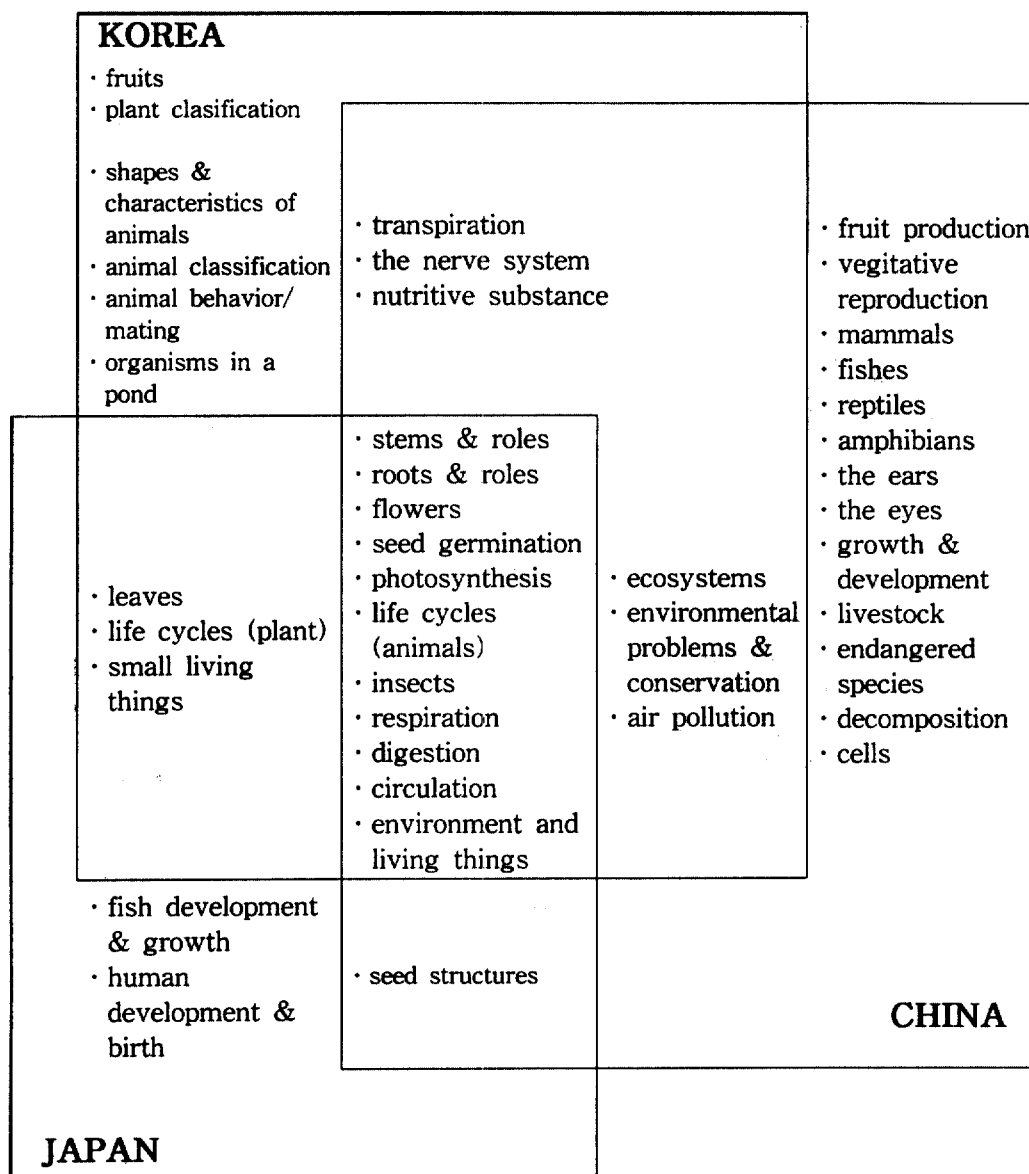 KOREA
· fruits
· plant clasification
· shapes &
characteristics of
animals
· animal classification
· animal behavior/
mating
· organisms in a
pond
· transpiration
· the nerve system
· nutritive substance
· fruit production
· vegitative
reproduction
· mammals
· fishes
· reptiles
· amphibians
· the ears
· the eyes
· growth &
development
· livestock
· endangered
species
· decomposition
· cells
· leaves
· life cycles (plant)
· small living
things
· stems & roles
· roots & roles
· flowers
· seed germination
· photosynthesis
· life cycles
(animals)
· insects
· respiration
· digestion
· circulation
· environment and
living things
· ecosystems
· environmental
problems &
conservation
· air pollution
· fish development
& growth
· human
development &
birth
· seed structures
CHINA
JAPAN